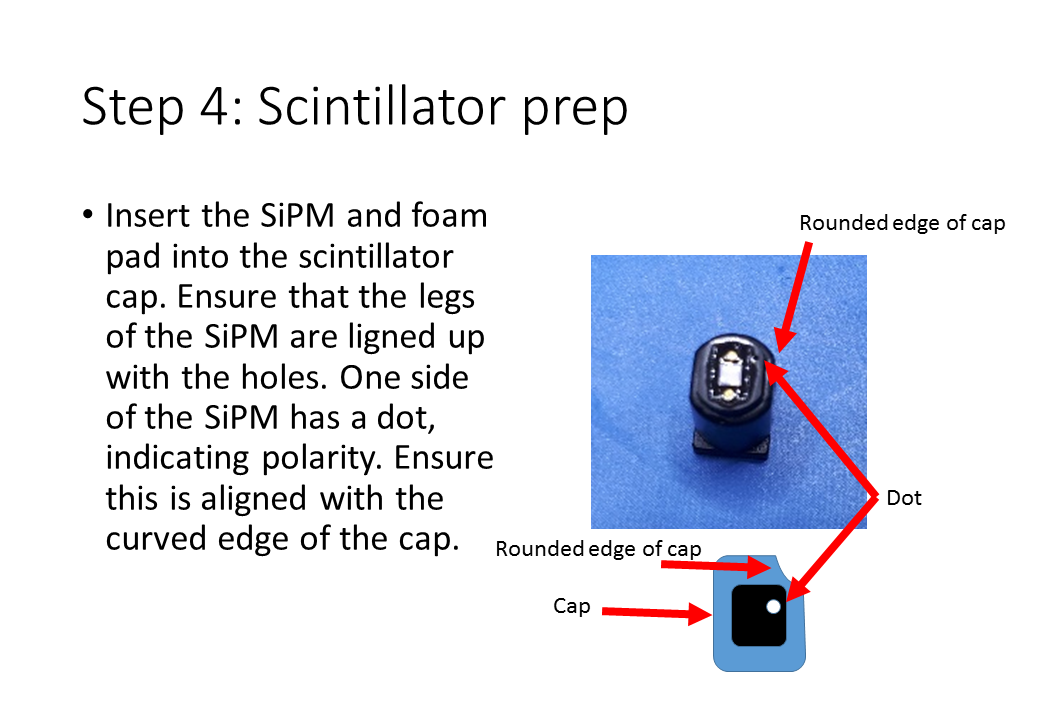 Step 4: Scintillator prep
• Insert the SiPM and foam
pad into the scintillator
cap. Ensure that the legs
of the SiPM are ligned up
with the holes. One side
of the SiPM has a dot,
indicating polarity. Ensure
this is aligned with the
curved edge of the cap.
Rounded edge of cap
Dot
Rounded edge of cap
Cap